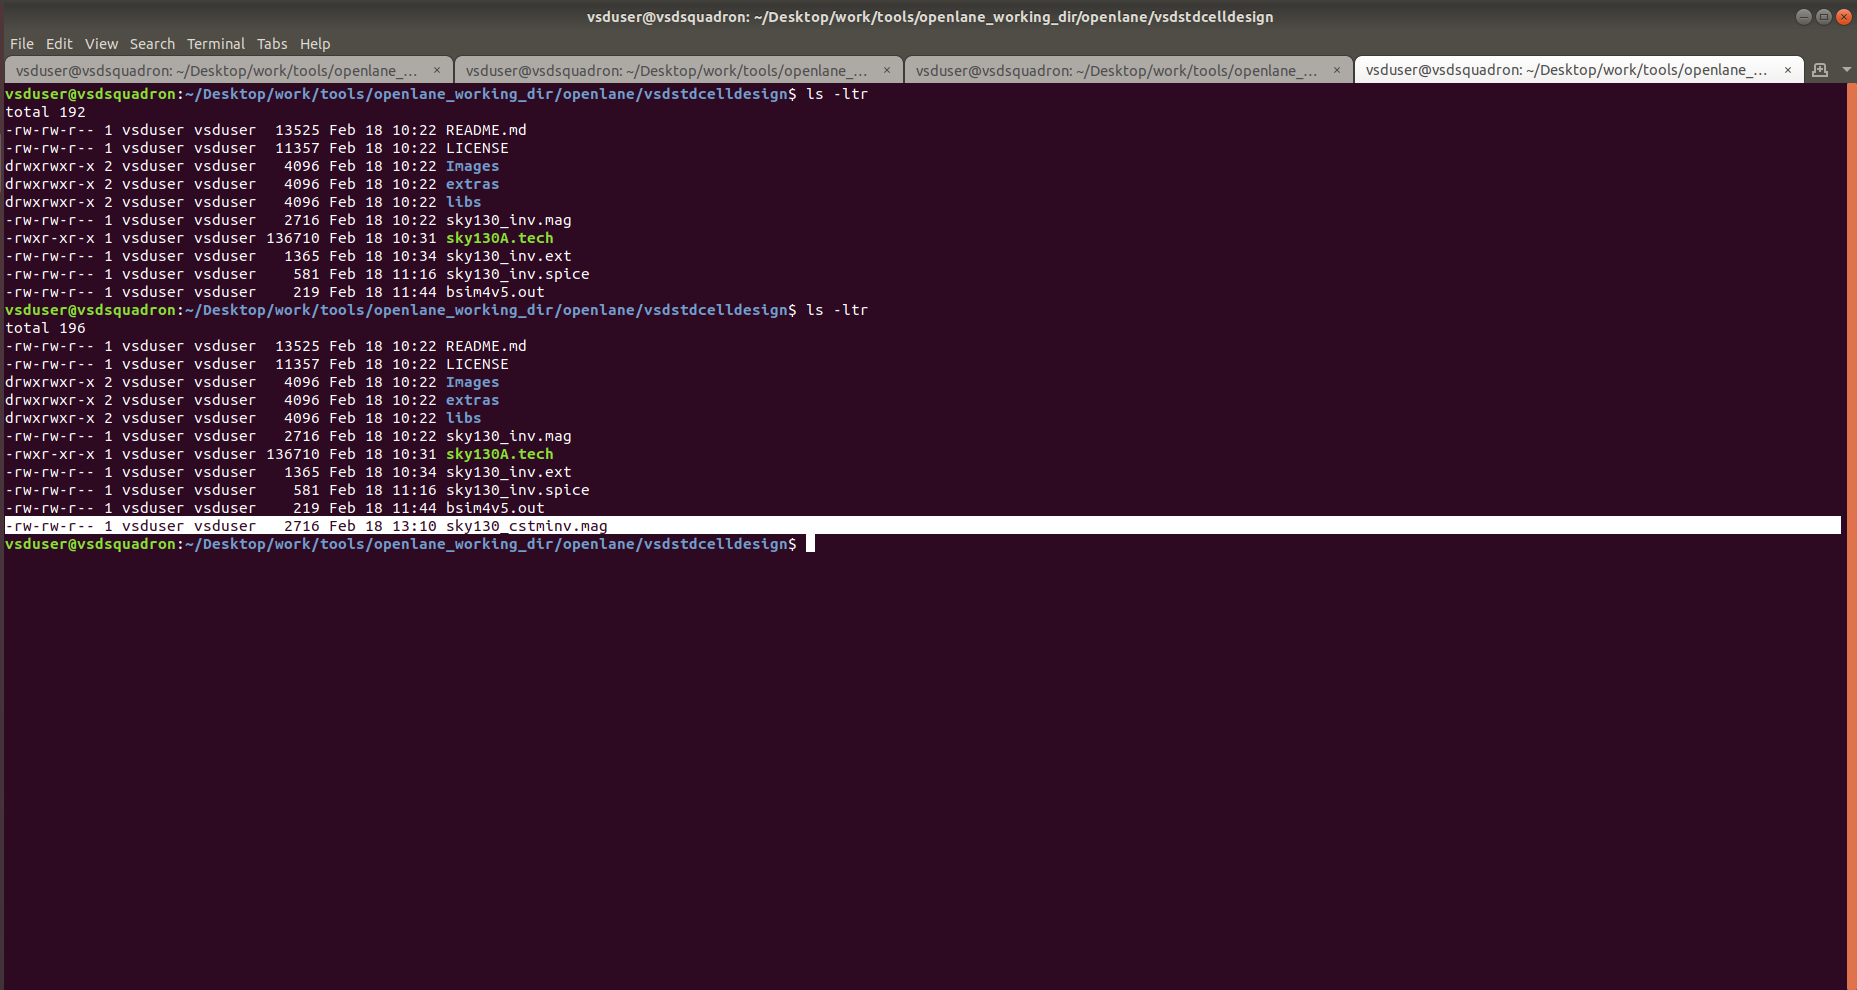 vsduser@vsdsquadron: ~/Desktop/work/tools/openlane_working_dir/openlane/vsdstdcelldesign
File Edit View Search Terminal Tabs Help
vsduser@vsdsquadron: ~/Desktop/work/tools/openlane_... × vsduser@vsdsquadron: ~/Desktop/work/tools/openlane_... × vsduser@vsdsquadron: ~/Desktop/work/tools/openlane_... × vsduser@vsdsquadron: ~/Desktop/work/tools/openlane_... ×
vsduser@vsdsquadron:~/Desktop/work/tools/openlane_working_dir/openlane/vsdstdcelldesign$ ls -ltr
total 192
-rw-rw-r-- 1 vsduser vsduser  13525 Feb 18 10:22 README.md
-rw-rw-r-- 1 vsduser vsduser  11357 Feb 18 10:22 LICENSE
drwxrwxr-x 2 vsduser vsduser   4096 Feb 18 10:22 Images
drwxrwxr-x 2 vsduser vsduser   4096 Feb 18 10:22 extras
drwxrwxr-x 2 vsduser vsduser   4096 Feb 18 10:22 libs
-rw-rw-r-- 1 vsduser vsduser   2716 Feb 18 10:22 sky130_inv.mag
-rwxr-xr-x 1 vsduser vsduser 136710 Feb 18 10:31 sky130A.tech
-rw-rw-r-- 1 vsduser vsduser   1365 Feb 18 10:34 sky130_inv.ext
-rw-rw-r-- 1 vsduser vsduser    581 Feb 18 11:16 sky130_inv.spice
-rw-rw-r-- 1 vsduser vsduser    219 Feb 18 11:44 bsim4v5.out
vsduser@vsdsquadron:~/Desktop/work/tools/openlane_working_dir/openlane/vsdstdcelldesign$ ls -ltr
total 196
-rw-rw-r-- 1 vsduser vsduser  13525 Feb 18 10:22 README.md
-rw-rw-r-- 1 vsduser vsduser  11357 Feb 18 10:22 LICENSE
drwxrwxr-x 2 vsduser vsduser   4096 Feb 18 10:22 Images
drwxrwxr-x 2 vsduser vsduser   4096 Feb 18 10:22 extras
drwxrwxr-x 2 vsduser vsduser   4096 Feb 18 10:22 libs
-rw-rw-r-- 1 vsduser vsduser   2716 Feb 18 10:22 sky130_inv.mag
-rwxr-xr-x 1 vsduser vsduser 136710 Feb 18 10:31 sky130A.tech
-rw-rw-r-- 1 vsduser vsduser   1365 Feb 18 10:34 sky130_inv.ext
-rw-rw-r-- 1 vsduser vsduser    581 Feb 18 11:16 sky130_inv.spice
-rw-rw-r-- 1 vsduser vsduser    219 Feb 18 11:44 bsim4v5.out
-rw-rw-r-- 1 vsduser vsduser   2716 Feb 18 13:10 sky130_cstminv.mag
vsduser@vsdsquadron:~/Desktop/work/tools/openlane_working_dir/openlane/vsdstdcelldesign$